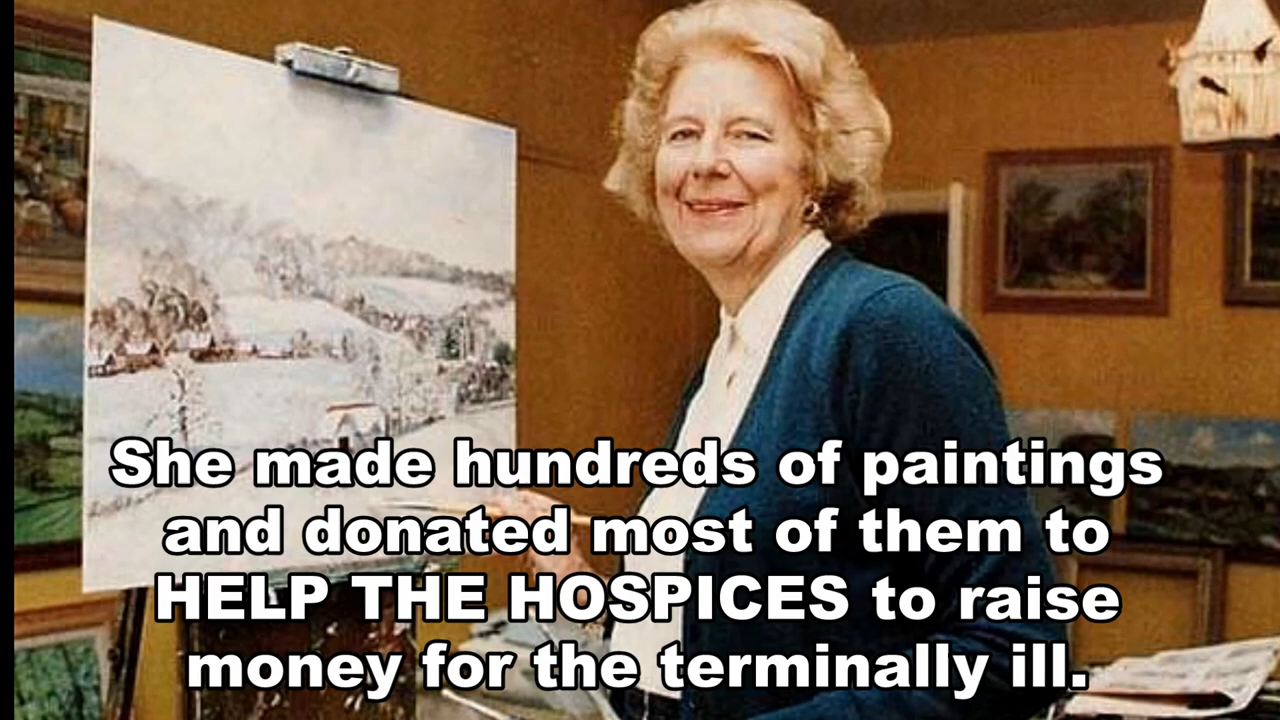 She made hundreds of paintings
and donated most of them to
HELP THE HOSPICES to raise
money for the terminally ill.